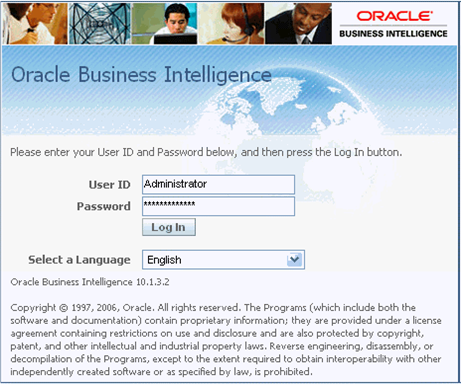 ORACLE®
BUSINESS INTELLIGENCE
Oracle Business Intelligence
Please enter your User ID and Password below, and then press the Log In button.
User ID Administrator
Password *************
Log In
Select a Language English
Oracle Business Intelligence 10.1.3.2
Copyright © 1997, 2006, Oracle. All rights reserved. The Programs (which include both the
software and documentation) contain proprietary information; they are provided under a license
agreement containing restrictions on use and disclosure and are also protected by copyright,
patent, and other intellectual and industrial property laws. Reverse engineering, disassembly, or
decompilation of the Programs, except to the extent required to obtain interoperability with other
independently created software or as specified by law, is prohibited.